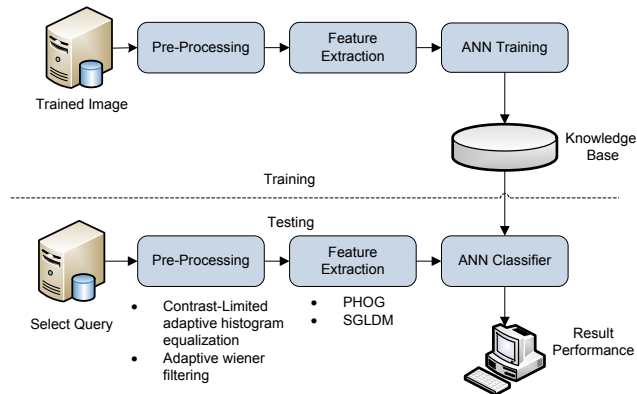 Pre-Processing
Feature
Extraction
ANN Training
Trained Image
Knowledge
Base
Training
Testing
Pre-Processing
Feature
Extraction
ANN Classifier
Select Query
• Contrast-Limited
adaptive histogram
equalization
• Adaptive wiener
filtering
• PHOG
• SGLDM
Result
Performance